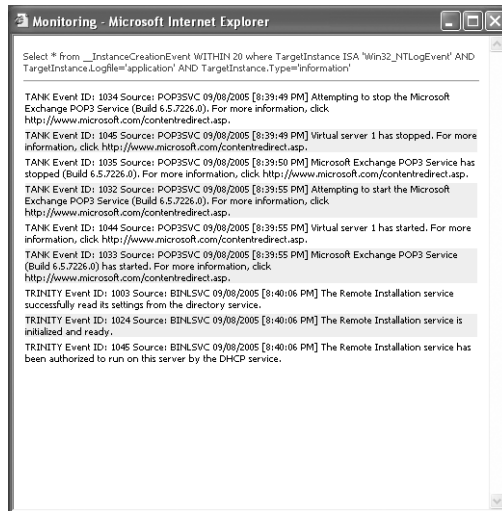 Monitoring - Microsoft Internet Explorer
Select * from __InstanceCreationEvent WITHIN 20 where TargetInstance ISA 'Win32_NTLogEvent' AND
TargetInstance.Logfile='application' AND TargetInstance.Type='information'
TANK Event ID: 1034 Source: POP3SVC 09/08/2005 [8:39:49 PM] Attempting to stop the Microsoft
Exchange POP3 Service (Build 6.5.7226.0). For more information, click
http://www.microsoft.com/contentredirect.asp.
TANK Event ID: 1045 Source: POP3SVC 09/08/2005 [8:39:49 PM] Virtual server 1 has stopped. For more
information, click http://www.microsoft.com/contentredirect.asp.
TANK Event ID: 1035 Source: POP3SVC 09/08/2005 [8:39:50 PM] Microsoft Exchange POP3 Service has
stopped (Build 6.5.7226.0). For more information, click http://www.microsoft.com/contentredirect.asp.
TANK Event ID: 1032 Source: POP3SVC 09/08/2005 [8:39:55 PM] Attempting to start the Microsoft
Exchange POP3 Service (Build 6.5.7226.0). For more information, click
http://www.microsoft.com/contentredirect.asp.
TANK Event ID: 1044 Source: POP3SVC 09/08/2005 [8:39:55 PM] Virtual server 1 has started. For more
information, click http://www.microsoft.com/contentredirect.asp.
TANK Event ID: 1033 Source: POP3SVC 09/08/2005 [8:39:55 PM] Microsoft Exchange POP3 Service
(Build 6.5.7226.0) has started. For more information, click
http://www.microsoft.com/contentredirect.asp.
TRINITY Event ID: 1003 Source: BINLSVC 09/08/2005 [8:40:06 PM] The Remote Installation service
successfully read its settings from the directory service.
TRINITY Event ID: 1024 Source: BINLSVC 09/08/2005 [8:40:06 PM] The Remote Installation service is
initialized and ready.
TRINITY Event ID: 1045 Source: BINLSVC 09/08/2005 [8:40:06 PM] The Remote Installation service has
been authorized to run on this server by the DHCP service.